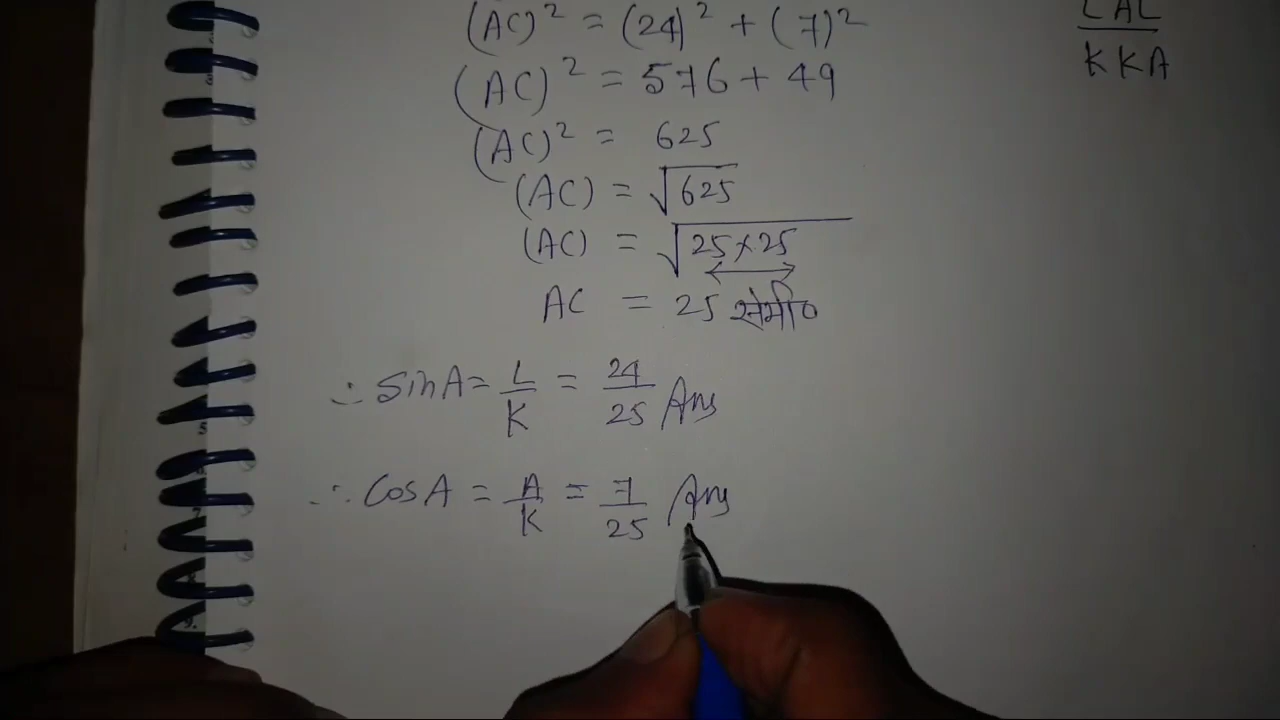 (AC)² = (24)² + (7)²
LAL
KKA
(AC)² = 576 + 49
(AC)² = 625
(AC) = √625
(AC) = √25×25
AC = 25 सेमी०
∴ sinA = L/K = 24/25 Ans
∴ CosA = A/K = 7/25 Ans